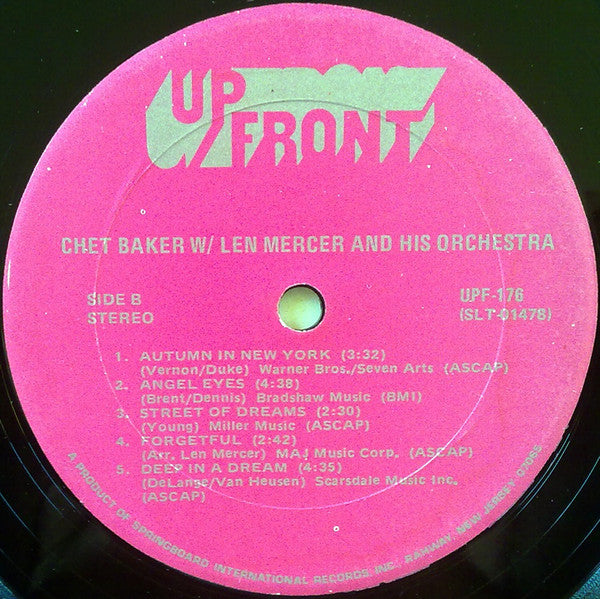 UP
FRONT
CHET BAKER W/ LEN MERCER AND HIS ORCHESTRA
SIDE B
STEREO
UPF-176
(SLT-01476)
1. AUTUMN IN NEW YORK (3:32)
(Vernon/Duke) Warner Bros./Seven Arts (ASCAP)
2. ANGEL EYES (4:38)
(Brent/Dennis) Bradshaw Music (BMI)
3. STREET OF DREAMS (2:30)
(Young) Miller Music (ASCAP)
4. FORGETFUL (2:42)
(Arr. Len Mercer) MAJ Music Corp. (ASCAP)
5. DEEP IN A DREAM (4:35)
(DeLange/Van Heusen) Scarsdale Music Inc.
(ASCAP)
A PRODUCT OF SPRINGBOARD INTERNATIONAL RECORDS, INC., RAHWAY, NEW JERSEY 07065